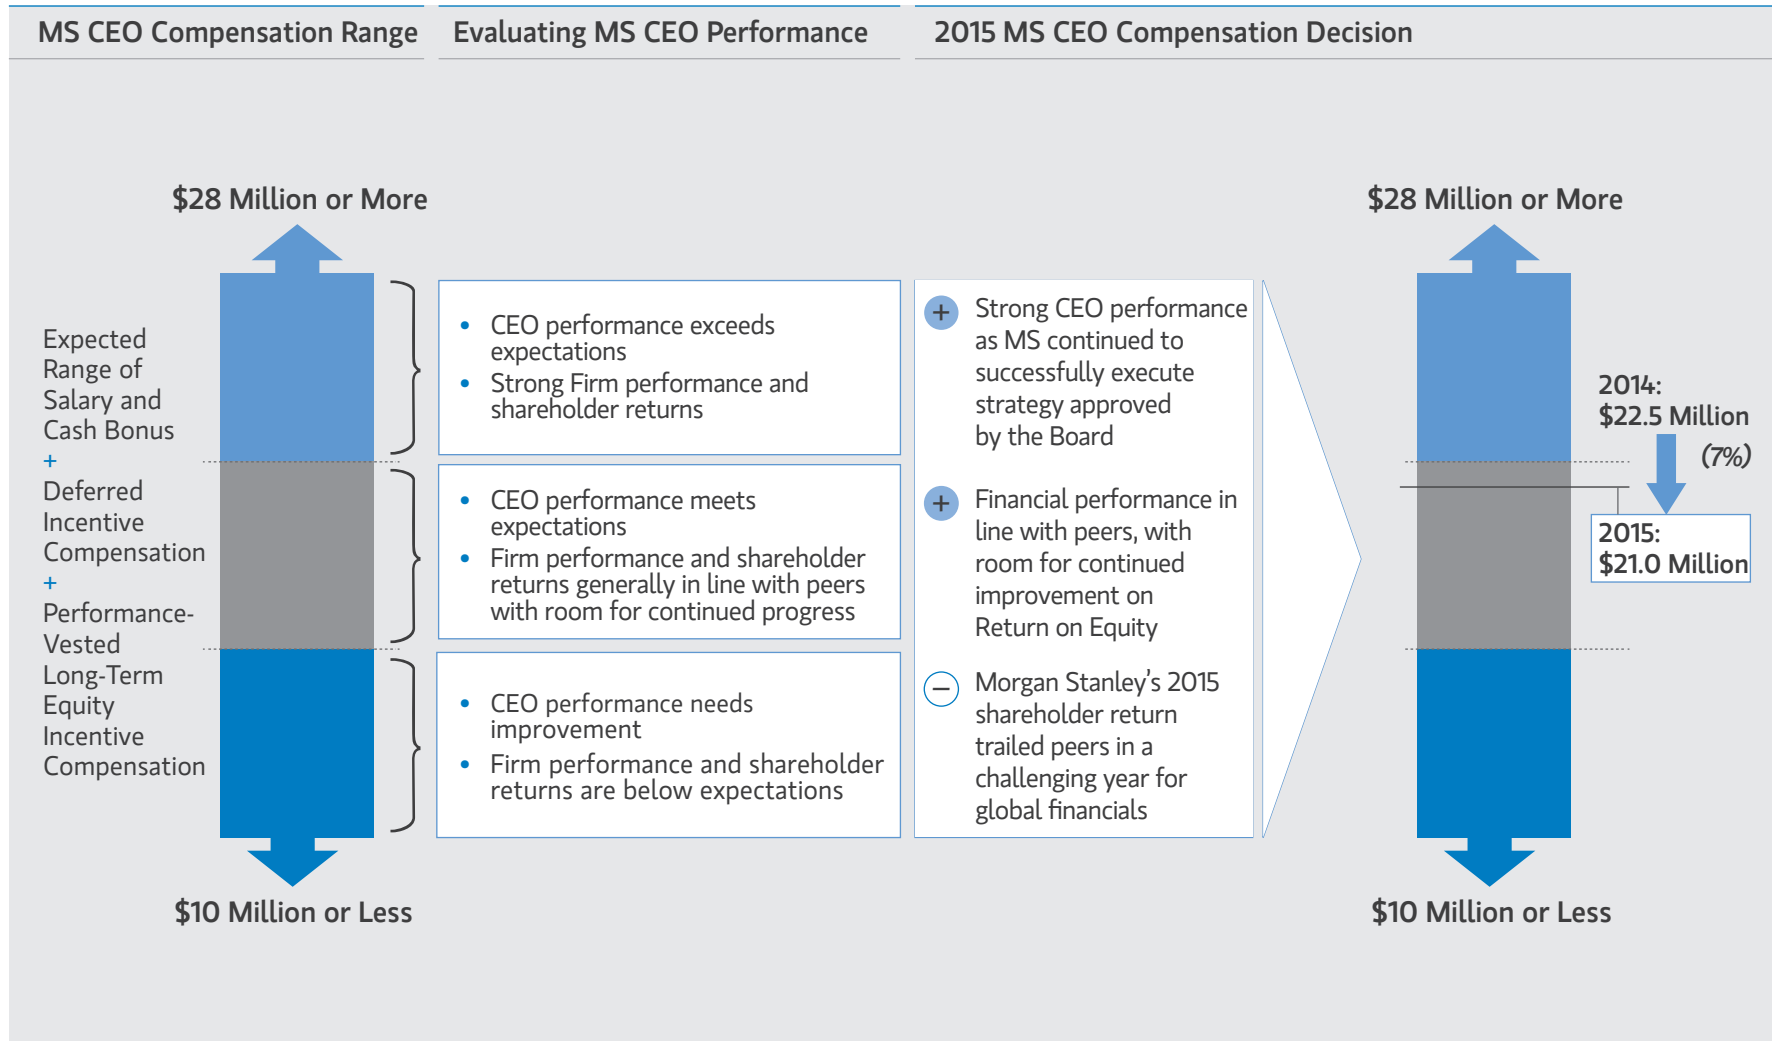 MS CEO Compensation Range
Evaluating MS CEO Performance
2015 MS CEO Compensation Decision
$28 Million or More
Expected
Range of
Salary and
Cash Bonus
+
Deferred
Incentive
Compensation
+
Performance-
Vested
Long-Term
Equity
Incentive
Compensation
$10 Million or Less
• CEO performance exceeds
expectations
• Strong Firm performance and
shareholder returns
• CEO performance meets
expectations
• Firm performance and shareholder
returns generally in line with peers
with room for continued progress
• CEO performance needs
improvement
• Firm performance and shareholder
returns are below expectations
+ Strong CEO performance
as MS continued to
successfully execute
strategy approved
by the Board
+ Financial performance in
line with peers, with
room for continued
improvement on
Return on Equity
− Morgan Stanley's 2015
shareholder return
trailed peers in a
challenging year for
global financials
$28 Million or More
2014:
$22.5 Million
(7%)
2015:
$21.0 Million
$10 Million or Less